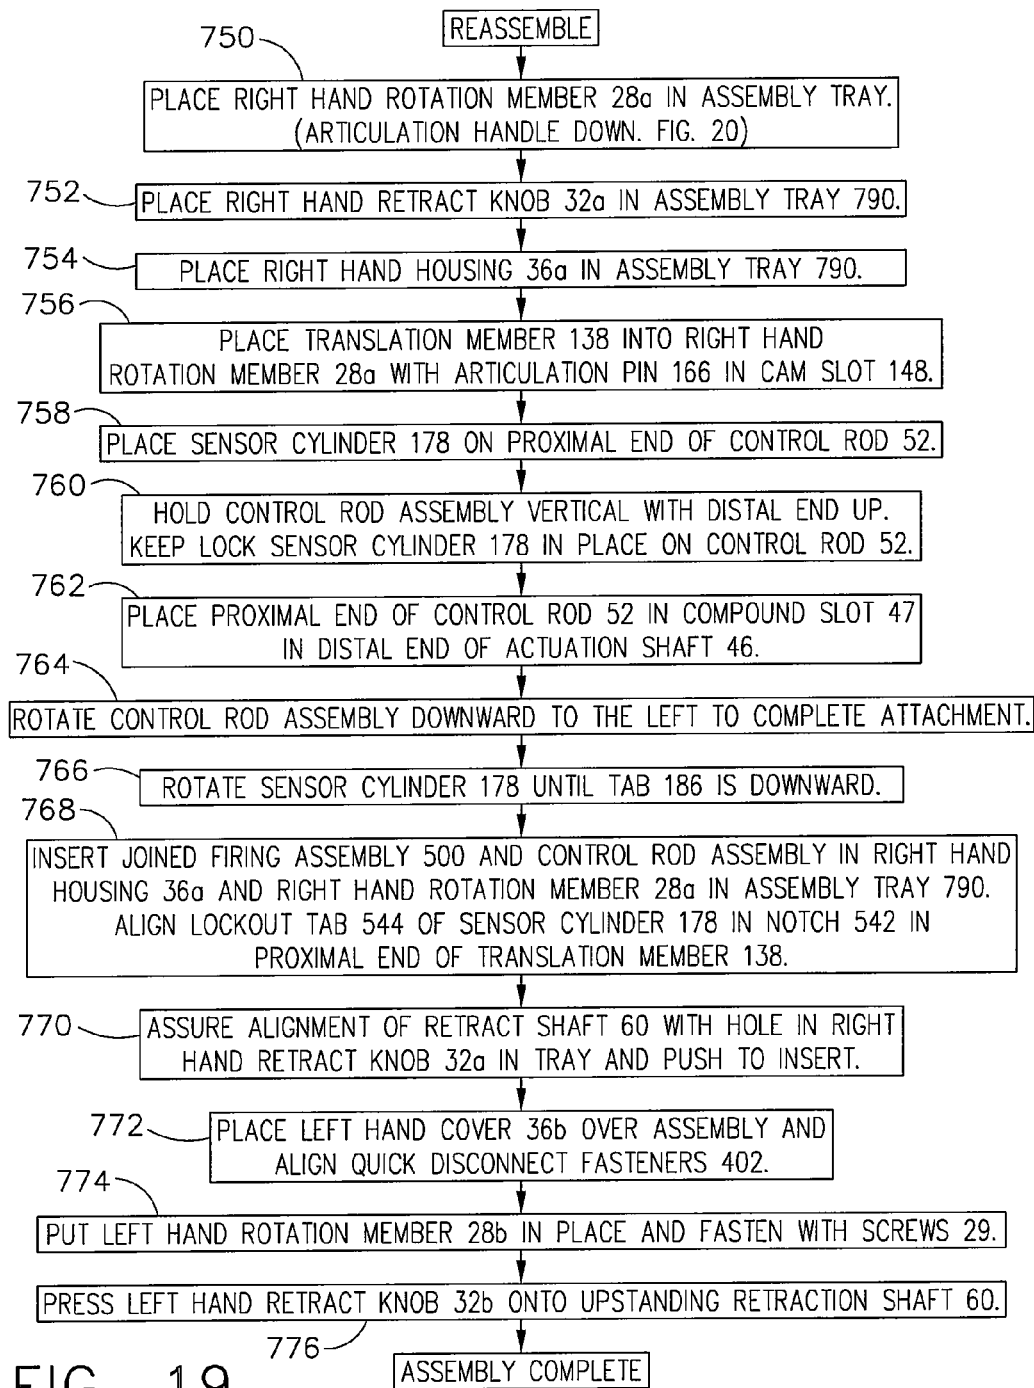 REASSEMBLE
750
PLACE RIGHT HAND ROTATION MEMBER 28a IN ASSEMBLY TRAY.
(ARTICULATION HANDLE DOWN. FIG. 20)
752
PLACE RIGHT HAND RETRACT KNOB 32a IN ASSEMBLY TRAY 790.
754
PLACE RIGHT HAND HOUSING 36a IN ASSEMBLY TRAY 790.
756
PLACE TRANSLATION MEMBER 138 INTO RIGHT HAND
ROTATION MEMBER 28a WITH ARTICULATION PIN 166 IN CAM SLOT 148.
758
PLACE SENSOR CYLINDER 178 ON PROXIMAL END OF CONTROL ROD 52.
760
HOLD CONTROL ROD ASSEMBLY VERTICAL WITH DISTAL END UP.
KEEP LOCK SENSOR CYLINDER 178 IN PLACE ON CONTROL ROD 52.
762
PLACE PROXIMAL END OF CONTROL ROD 52 IN COMPOUND SLOT 47
IN DISTAL END OF ACTUATION SHAFT 46.
764
ROTATE CONTROL ROD ASSEMBLY DOWNWARD TO THE LEFT TO COMPLETE ATTACHMENT.
766
ROTATE SENSOR CYLINDER 178 UNTIL TAB 186 IS DOWNWARD.
768
INSERT JOINED FIRING ASSEMBLY 500 AND CONTROL ROD ASSEMBLY IN RIGHT HAND
HOUSING 36a AND RIGHT HAND ROTATION MEMBER 28a IN ASSEMBLY TRAY 790.
ALIGN LOCKOUT TAB 544 OF SENSOR CYLINDER 178 IN NOTCH 542 IN
PROXIMAL END OF TRANSLATION MEMBER 138.
770
ASSURE ALIGNMENT OF RETRACT SHAFT 60 WITH HOLE IN RIGHT
HAND RETRACT KNOB 32a IN TRAY AND PUSH TO INSERT.
772
PLACE LEFT HAND COVER 36b OVER ASSEMBLY AND
ALIGN QUICK DISCONNECT FASTENERS 402.
774
PUT LEFT HAND ROTATION MEMBER 28b IN PLACE AND FASTEN WITH SCREWS 29.
PRESS LEFT HAND RETRACT KNOB 32b ONTO UPSTANDING RETRACTION SHAFT 60.
776
ASSEMBLY COMPLETE
FIG. 19